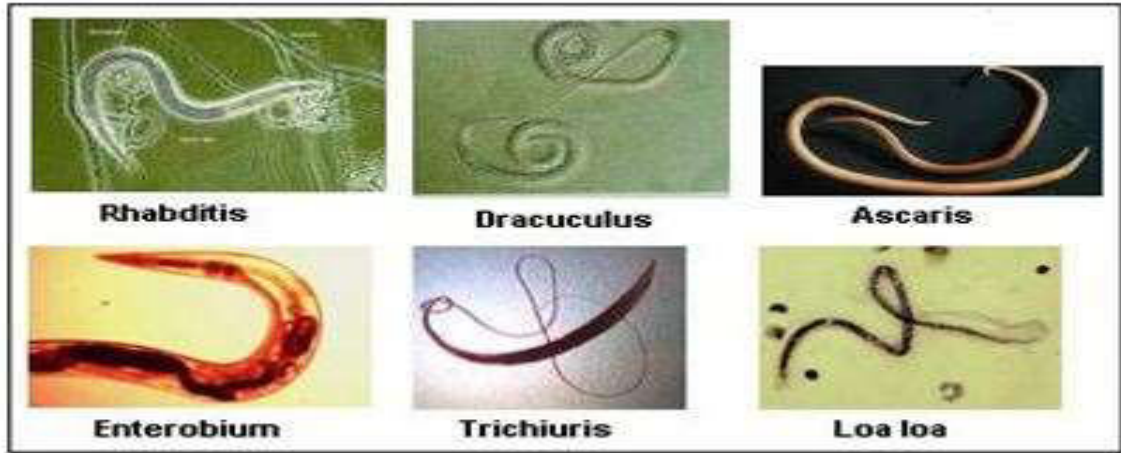 Rhabditis
Dracuculus
Ascaris
Enterobium
Trichiuris
Loa loa